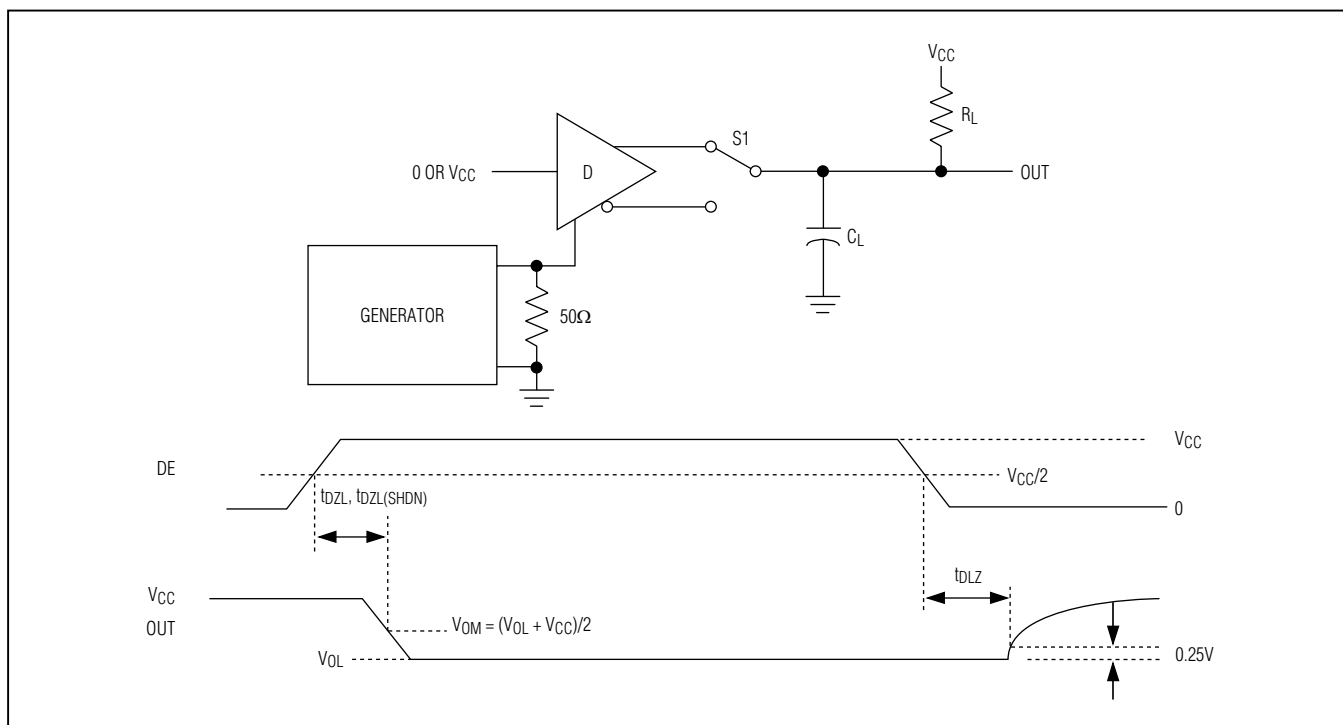 VCC
RL
S1
0 OR VCC
D
OUT
CL
GENERATOR
50Ω
DE
VCC
VCC/2
tDZL, tDZL(SHDN)
0
tDLZ
VCC
OUT
VOM = (VOL + VCC)/2
VOL
0.25V